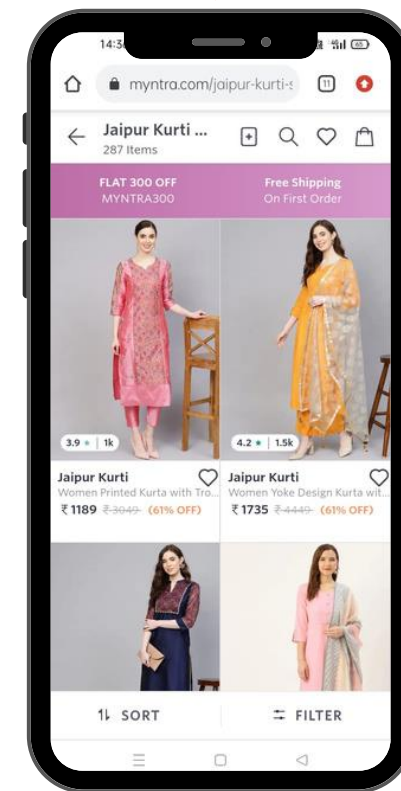 14:3
65
myntra.com/jaipur-kurti-s
11
Jaipur Kurti ...
287 Items
FLAT 300 OFF
MYNTRA300
Free Shipping
On First Order
3.9 ★ | 1k
4.2 ★ | 1.5k
Jaipur Kurti
Women Printed Kurta with Tro...
₹1189 ₹3049 (61% OFF)
Jaipur Kurti
Women Yoke Design Kurta wit...
₹1735 ₹4449 (61% OFF)
SORT
FILTER